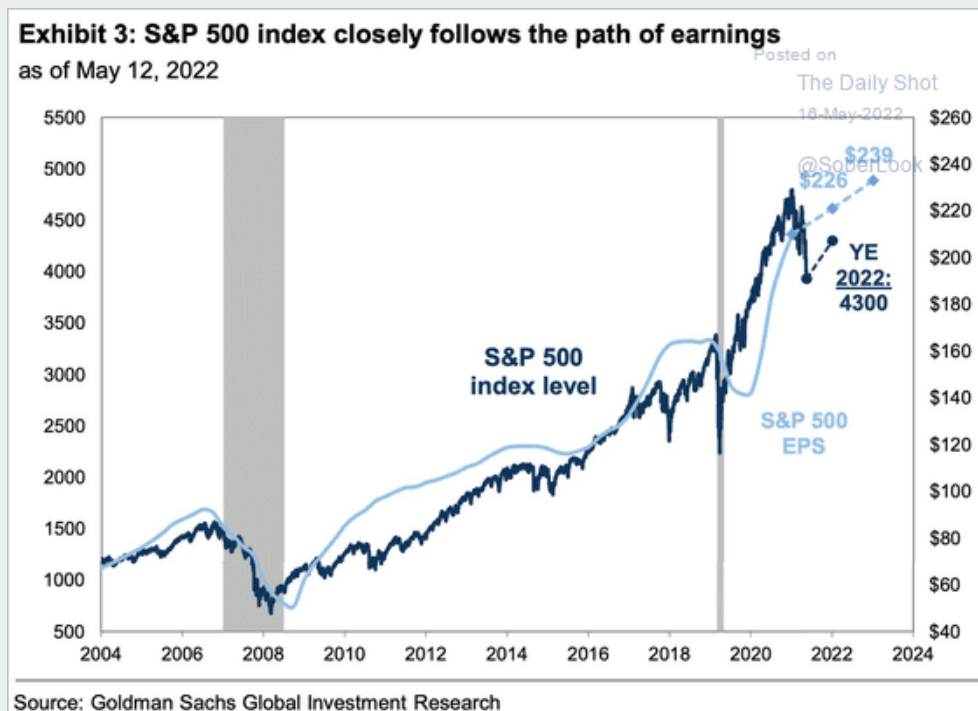 Exhibit 3: S&P 500 index closely follows the path of earnings
as of May 12, 2022
Posted on
The Daily Shot
16-May-2022
@SoberLook
5500
5000
4500
4000
3500
3000
2500
2000
1500
1000
500
$260
$240
$220
$200
$180
$160
$140
$120
$100
$80
$60
$40
$239
$226
YE
2022:
4300
S&P 500
index level
S&P 500
EPS
2004 2006 2008 2010 2012 2014 2016 2018 2020 2022 2024
Source: Goldman Sachs Global Investment Research